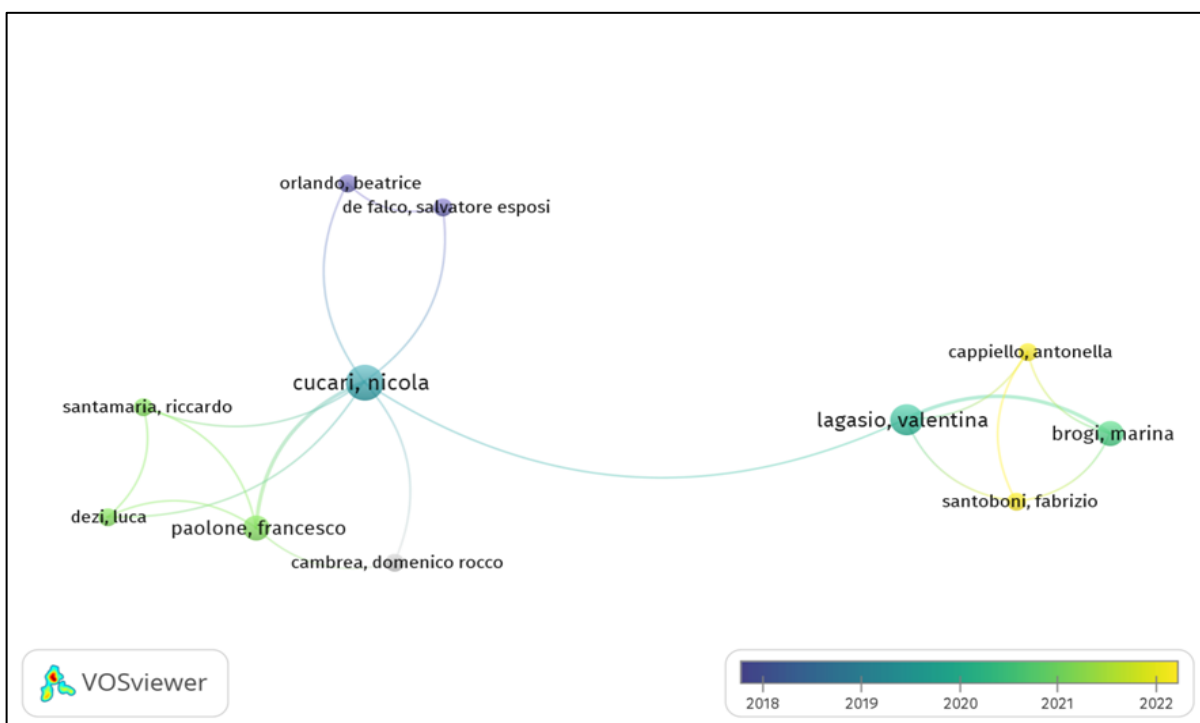 orlando, beatrice
de falco, salvatore esposi
cappiello, antonella
cucari, nicola
santamaria, riccardo
lagasio, valentina
brogi, marina
santoboni, fabrizio
dezi, luca
paolone, francesco
cambrea, domenico rocco
VOSviewer
2018 2019 2020 2021 2022